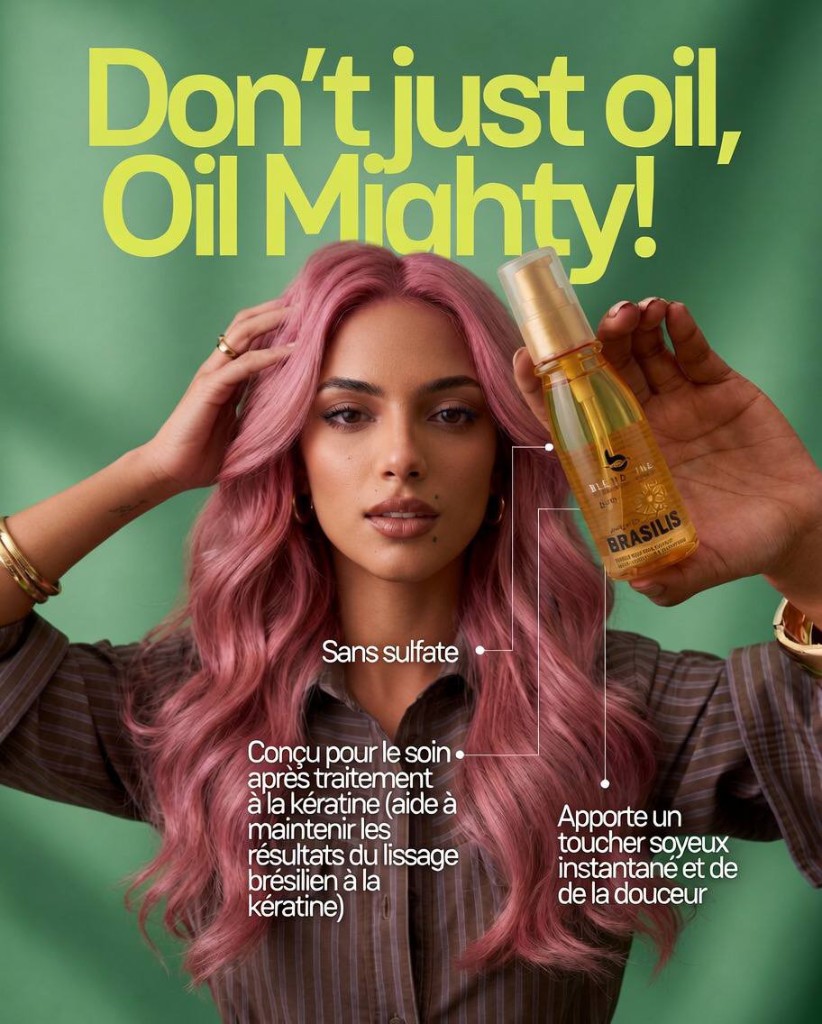 Don't just oil,
Oil Mighty!
Sans sulfate
Conçu pour le soin
après traitement
à la kératine (aide à
maintenir les
résultats du lissage
brésilien à la
kératine)
Apporte un
toucher soyeux
instantané et de
de la douceur
BRASILIS